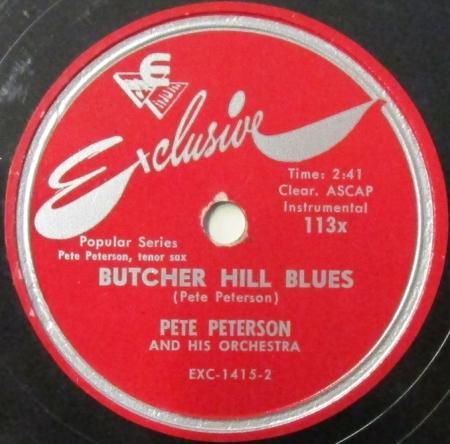 E
Exclusive
Time: 2:41
Clear. ASCAP
Instrumental
113x
Popular Series
Pete Peterson, tenor sax
BUTCHER HILL BLUES
(Pete Peterson)
PETE PETERSON
AND HIS ORCHESTRA
EXC-1415-2